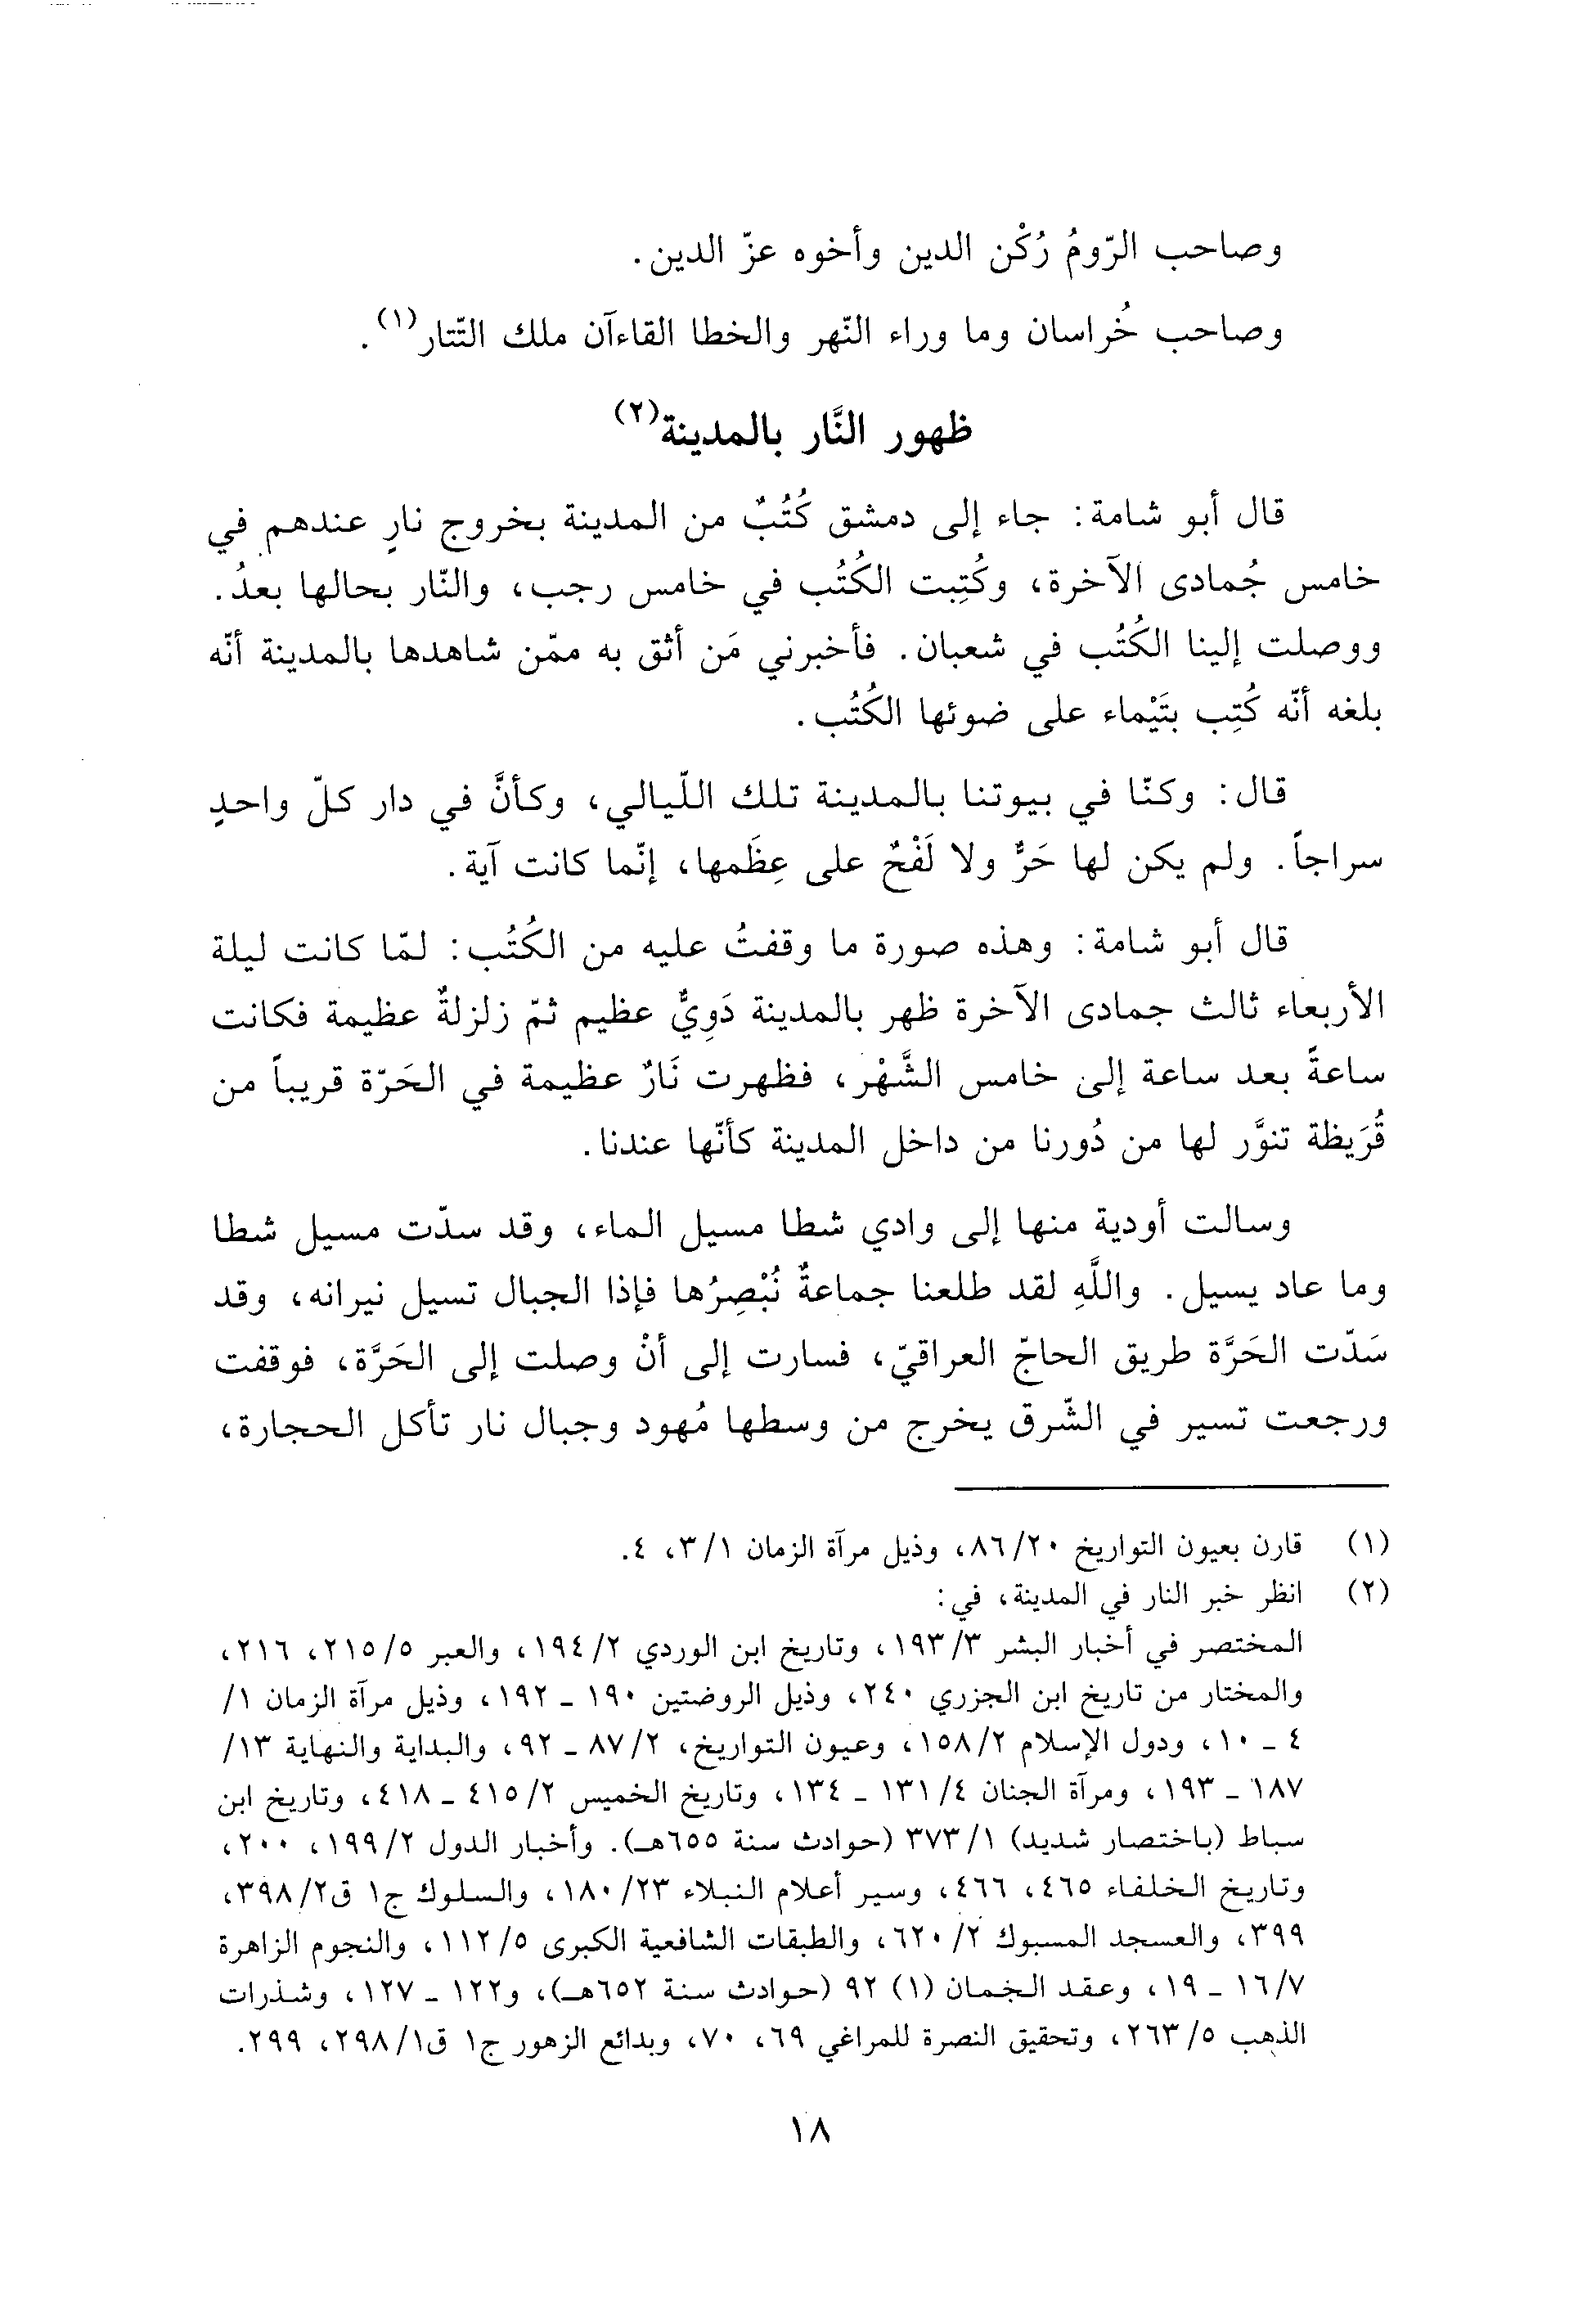 وصاحب الرّومُ رُكْن الدين وأخوه عزّ الدين.
وصاحب خُراسان وما وراء النّهر والخطا القاءآن ملك التّتار(١).
ظهور النَّار بالمدينة(٢)
قال أبو شامة: جاء إلى دمشق كُتُبٌ من المدينة بخروج نارٍ عندهم في
خامس جُمادى الآخرة، وكُتِبت الكُتُب في خامس رجب، والنّار بحالها بعدُ.
ووصلت إلينا الكُتُب في شعبان. فأخبرني مَن أثق به ممّن شاهدها بالمدينة أنّه
بلغه أنّه كُتِب بتَيْماء على ضوئها الكُتُب.
قال: وكنّا في بيوتنا بالمدينة تلك اللّيالي، وكأنَّ في دار كلّ واحدٍ
سراجاً. ولم يكن لها حَرٌّ ولا لَفْحٌ على عِظَمها، إنّما كانت آية.
قال أبو شامة: وهذه صورة ما وقفتُ عليه من الكُتُب: لمّا كانت ليلة
الأربعاء ثالث جمادى الآخرة ظهر بالمدينة دَوِيٌّ عظيم ثمّ زلزلةٌ عظيمة فكانت
ساعةً بعد ساعة إلى خامس الشَّهْر، فظهرت نَارٌ عظيمة في الحَرّة قريباً من
قُرَيظة تنوَّر لها من دُورنا من داخل المدينة كأنّها عندنا.
وسالت أودية منها إلى وادي شطا مسيل الماء، وقد سدّت مسيل شطا
وما عاد يسيل. واللَّهِ لقد طلعنا جماعةٌ نُبْصِرُها فإذا الجبال تسيل نيرانه، وقد
سَدّت الحَرَّة طريق الحاجّ العراقيّ، فسارت إلى أنْ وصلت إلى الحَرَّة، فوقفت
ورجعت تسير في الشّرق يخرج من وسطها مُهود وجبال نار تأكل الحجارة،
(١) قارن بعيون التواريخ ٨٦/٢٠، وذيل مرآة الزمان ٣/١، ٤.
(٢) انظر خبر النار في المدينة، في:
المختصر في أخبار البشر ١٩٣/٣، وتاريخ ابن الوردي ١٩٤/٢، والعبر ٢١٥/٥، ٢١٦،
والمختار من تاريخ ابن الجزري ٢٤٠، وذيل الروضتين ١٩٠ ـ ١٩٢، وذيل مرآة الزمان ١/
٤ ـ ١٠، ودول الإسلام ١٥٨/٢، وعيون التواريخ، ٨٧/٢ ـ ٩٢، والبداية والنهاية ١٣/
١٨٧ ـ ١٩٣، ومرآة الجنان ١٣١/٤ ـ ١٣٤، وتاريخ الخميس ٤١٥/٢ ـ ٤١٨، وتاريخ ابن
سباط (باختصار شديد) ٣٧٣/١ (حوادث سنة ٦٥٥هـ). وأخبار الدول ١٩٩/٢، ٢٠٠،
وتاريخ الخلفاء ٤٦٥، ٤٦٦، وسير أعلام النبلاء ١٨٠/٢٣، والسلوك ج١ ق٣٩٨/٢،
٣٩٩، والعسجد المسبوك ٦٢٠/٢، والطبقات الشافعية الكبرى ١١٢/٥، والنجوم الزاهرة
١٦/٧ ـ ١٩، وعقد الجُمان (١) ٩٢ (حوادث سنة ٦٥٢هـ)، و١٢٢ ـ ١٢٧، وشذرات
الذهب ٢٦٣/٥، وتحقيق النصرة للمراغي ٦٩، ٧٠، وبدائع الزهور ج١ ق٢٩٨/١، ٢٩٩.
١٨